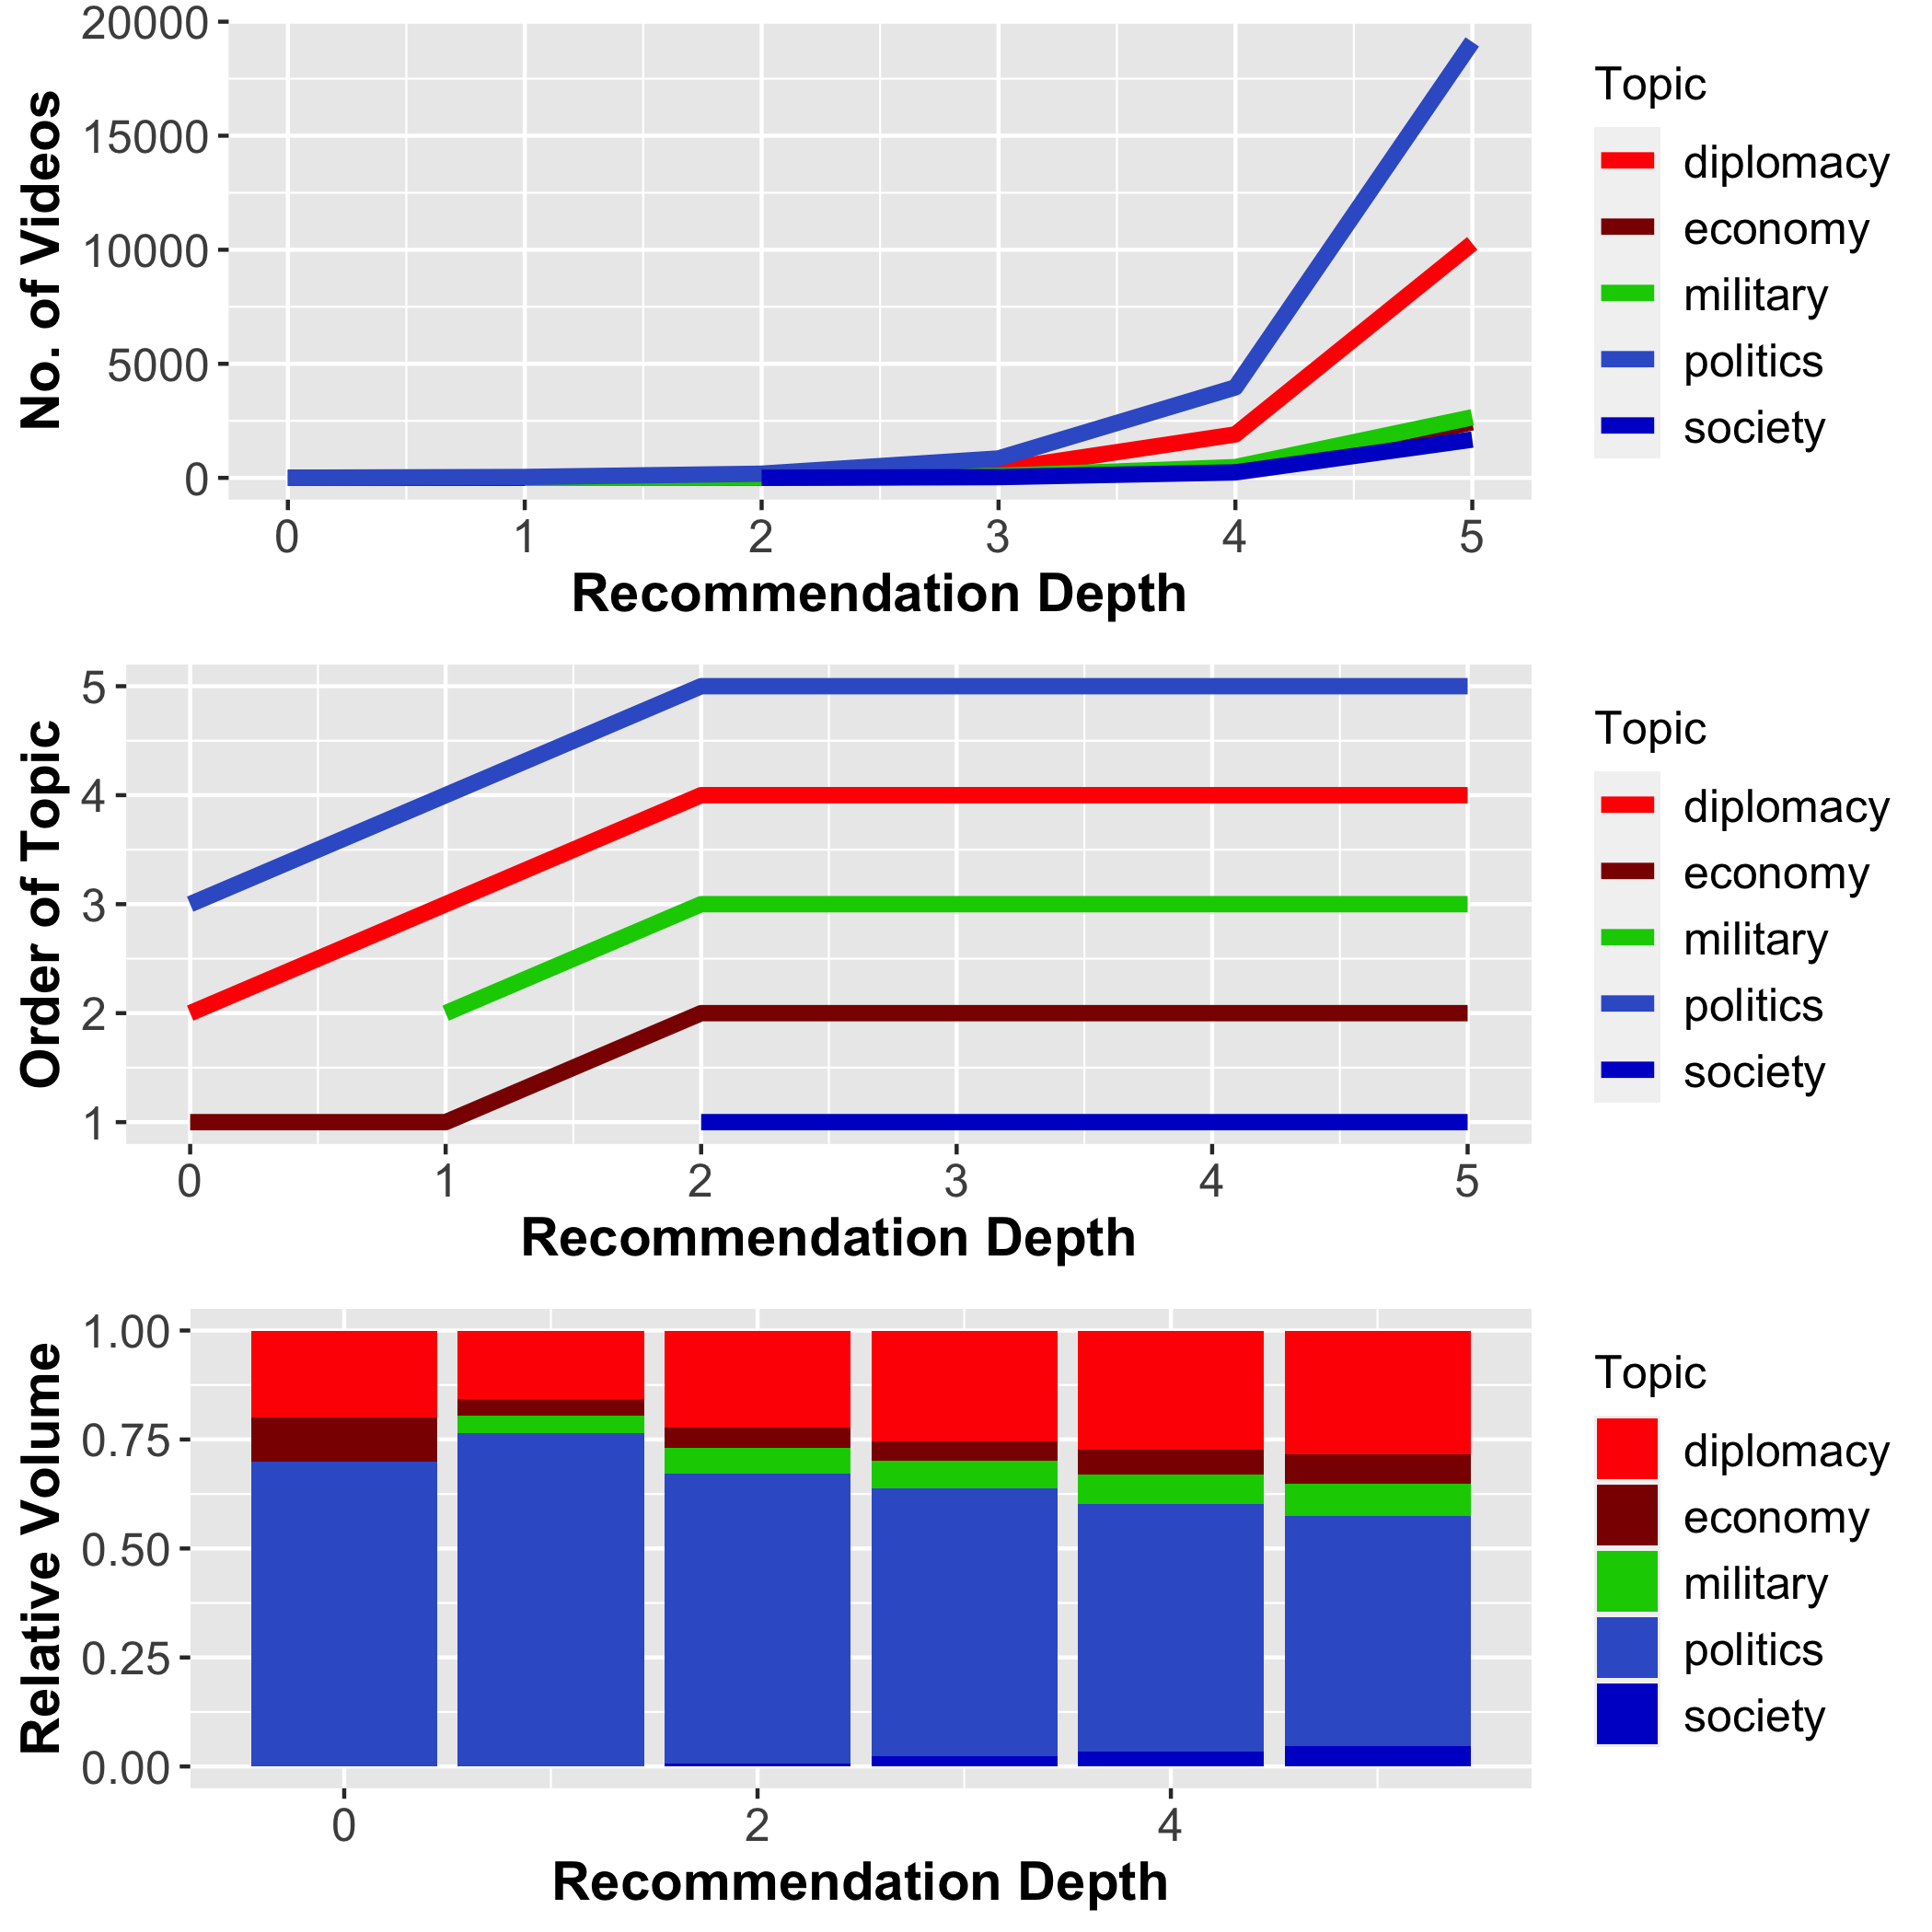 20000
15000
10000
5000
0
No. of Videos
0 1 2 3 4 5
Recommendation Depth
Topic
diplomacy
economy
military
politics
society
5
4
3
2
1
Order of Topic
0 1 2 3 4 5
Recommendation Depth
Topic
diplomacy
economy
military
politics
society
1.00
0.75
0.50
0.25
0.00
Relative Volume
0 2 4
Recommendation Depth
Topic
diplomacy
economy
military
politics
society